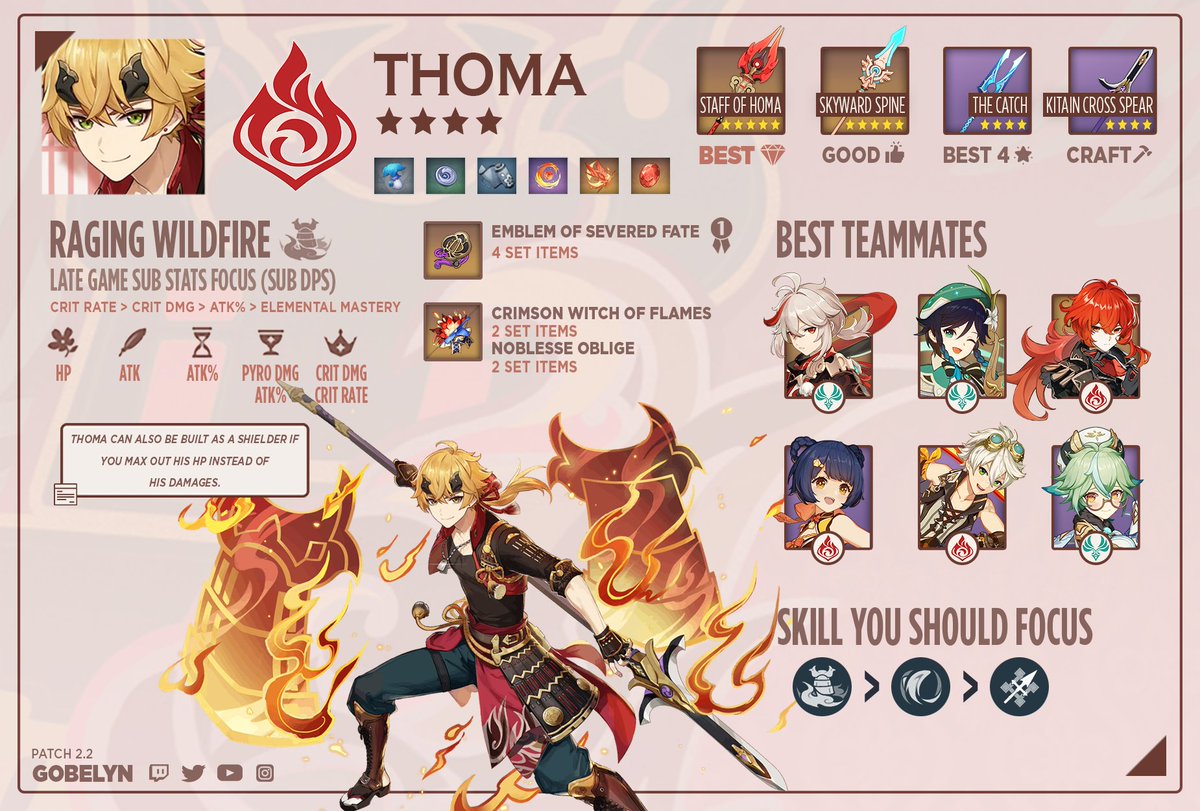 THOMA
STAFF OF HOMA
BEST
SKYWARD SPINE
GOOD
THE CATCH
BEST 4
KITAIN CROSS SPEAR
CRAFT
RAGING WILDFIRE
LATE GAME SUB STATS FOCUS (SUB DPS)
CRIT RATE > CRIT DMG > ATK% > ELEMENTAL MASTERY
HP
ATK
ATK%
PYRO DMG
ATK%
CRIT DMG
CRIT RATE
THOMA CAN ALSO BE BUILT AS A SHIELDER IF
YOU MAX OUT HIS HP INSTEAD OF
HIS DAMAGES.
EMBLEM OF SEVERED FATE
1
4 SET ITEMS
CRIMSON WITCH OF FLAMES
2 SET ITEMS
NOBLESSE OBLIGE
2 SET ITEMS
BEST TEAMMATES
SKILL YOU SHOULD FOCUS
> >
PATCH 2.2
GOBELYN